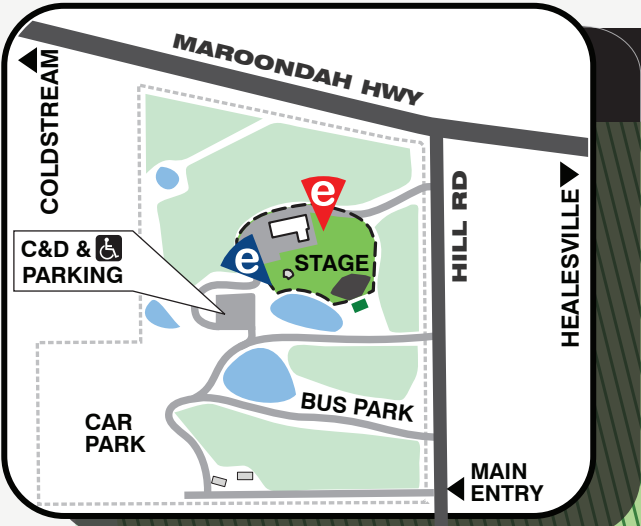 MAROONDAH HWY
COLDSTREAM
HILL RD
HEALESVILLE
e
e
C&D &
PARKING
STAGE
BUS PARK
CAR
PARK
MAIN
ENTRY